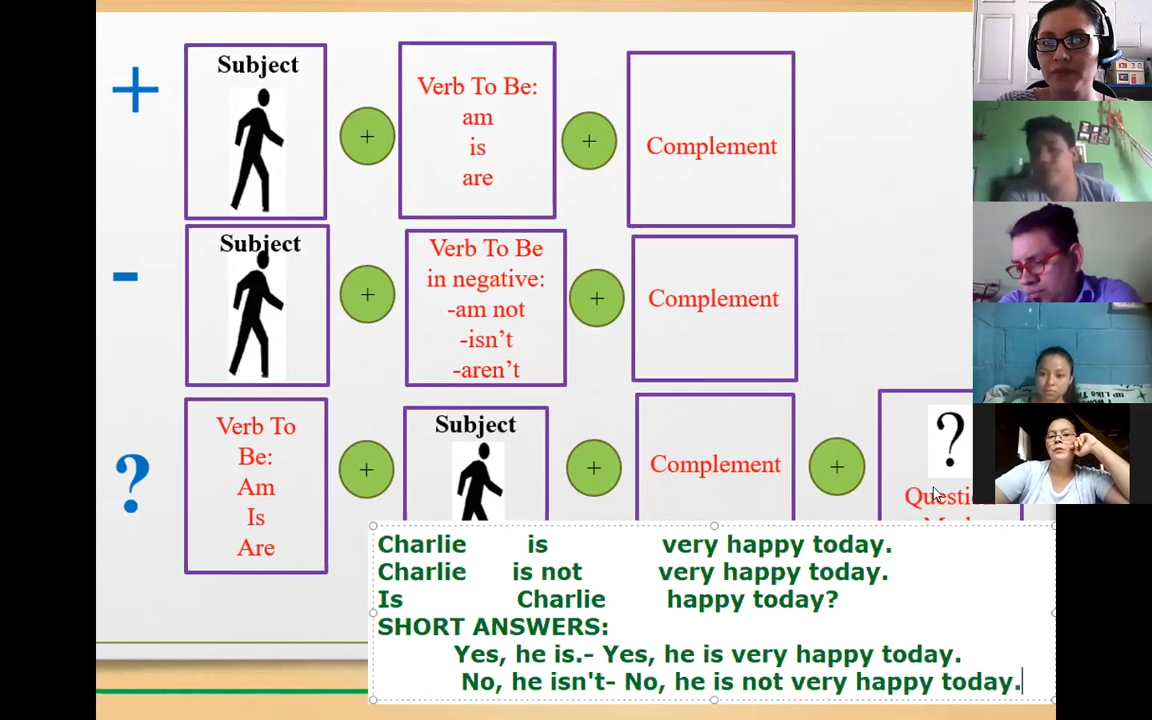 +
Subject
+
Verb To Be:
am
is
are
+
Complement
-
Subject
+
Verb To Be
in negative:
-am not
-isn't
-aren't
+
Complement
?
Verb To
Be:
Am
Is
Are
+
Subject
+
Complement
+
?
Charlie is very happy today.
Charlie is not very happy today.
Is Charlie happy today?
SHORT ANSWERS:
Yes, he is.- Yes, he is very happy today.
No, he isn't- No, he is not very happy today.